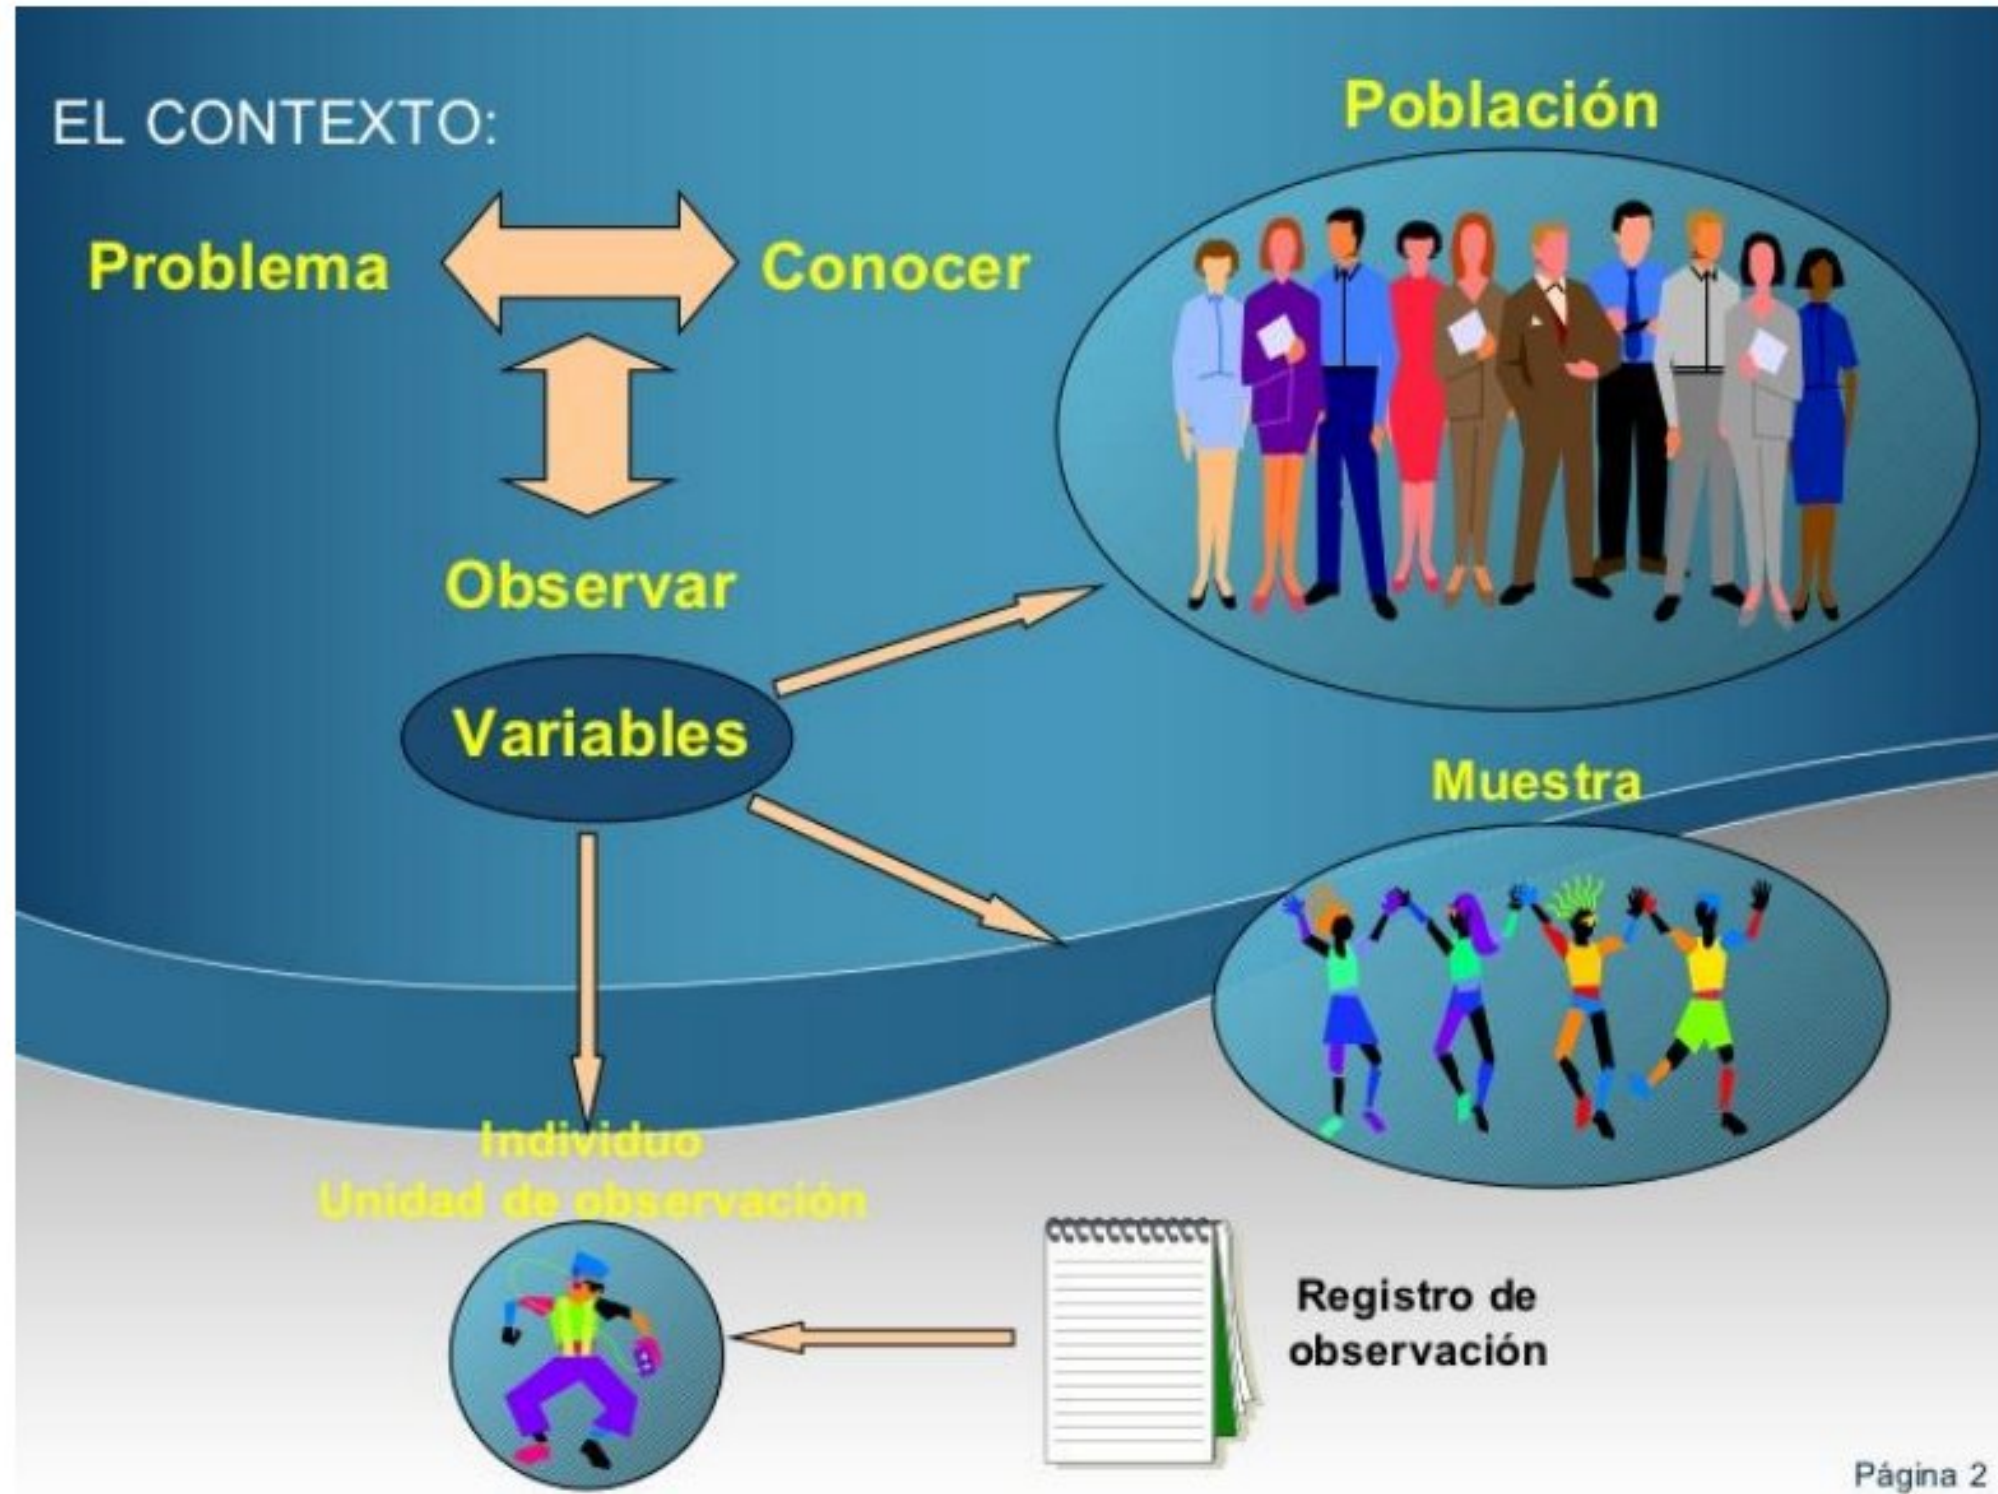 EL CONTEXTO:
Población
Problema
Conocer
Observar
Variables
Muestra
Individuo
Unidad de observación
Registro de
observación
Página 2